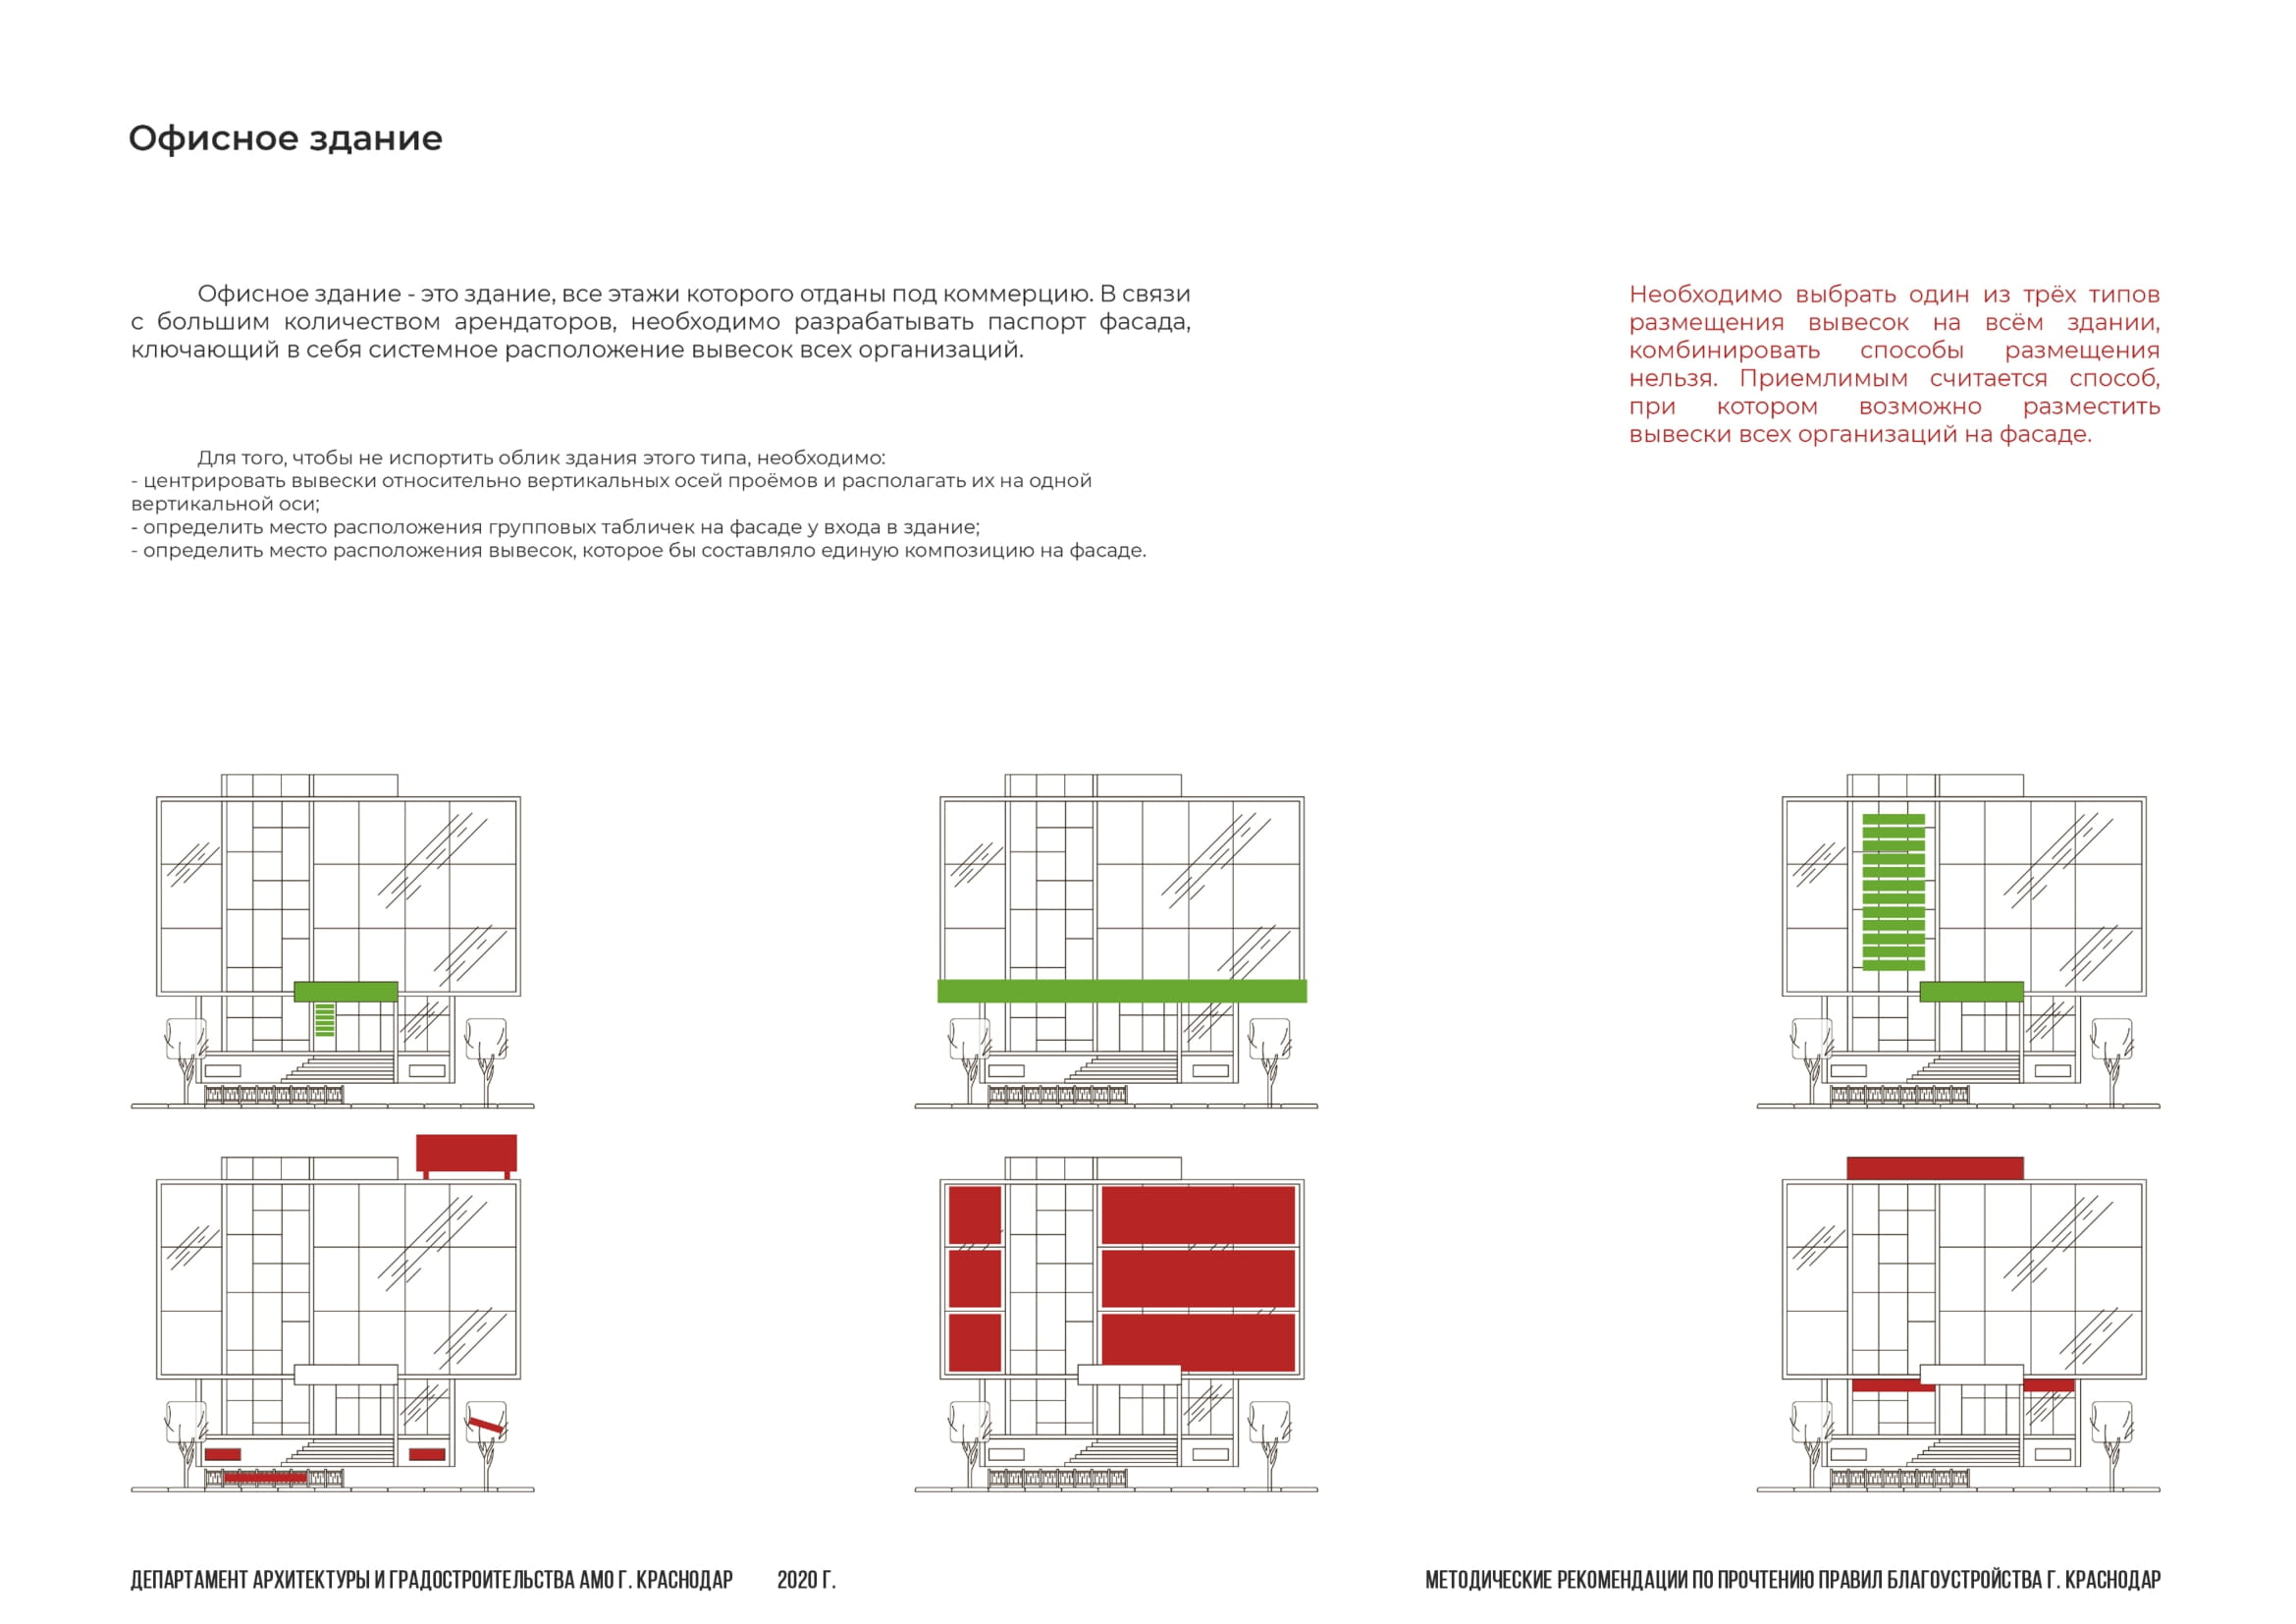 Офисное здание
Офисное здание - это здание, все этажи которого отданы под коммерцию. В связи
с большим количеством арендаторов, необходимо разрабатывать паспорт фасада,
ключающий в себя системное расположение вывесок всех организаций.
Для того, чтобы не испортить облик здания этого типа, необходимо:
- центрировать вывески относительно вертикальных осей проёмов и располагать их на одной
вертикальной оси;
- определить место расположения групповых табличек на фасаде у входа в здание;
- определить место расположения вывесок, которое бы составляло единую композицию на фасаде.
Необходимо выбрать один из трёх типов
размещения вывесок на всём здании,
комбинировать способы размещения
нельзя. Приемлимым считается способ,
при котором возможно разместить
вывески всех организаций на фасаде.
ДЕПАРТАМЕНТ АРХИТЕКТУРЫ И ГРАДОСТРОИТЕЛЬСТВА АМО Г. КРАСНОДАР 2020 Г.
МЕТОДИЧЕСКИЕ РЕКОМЕНДАЦИИ ПО ПРОЧТЕНИЮ ПРАВИЛ БЛАГОУСТРОЙСТВА Г. КРАСНОДАР